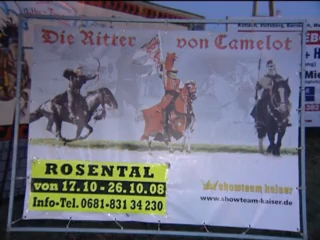 Die Ritter von Camelot
ROSENTAL
von 17.10 - 26.10.08
Info-Tel. 0681-831 34 230
showteam kaiser
www.showteam-kaiser.de